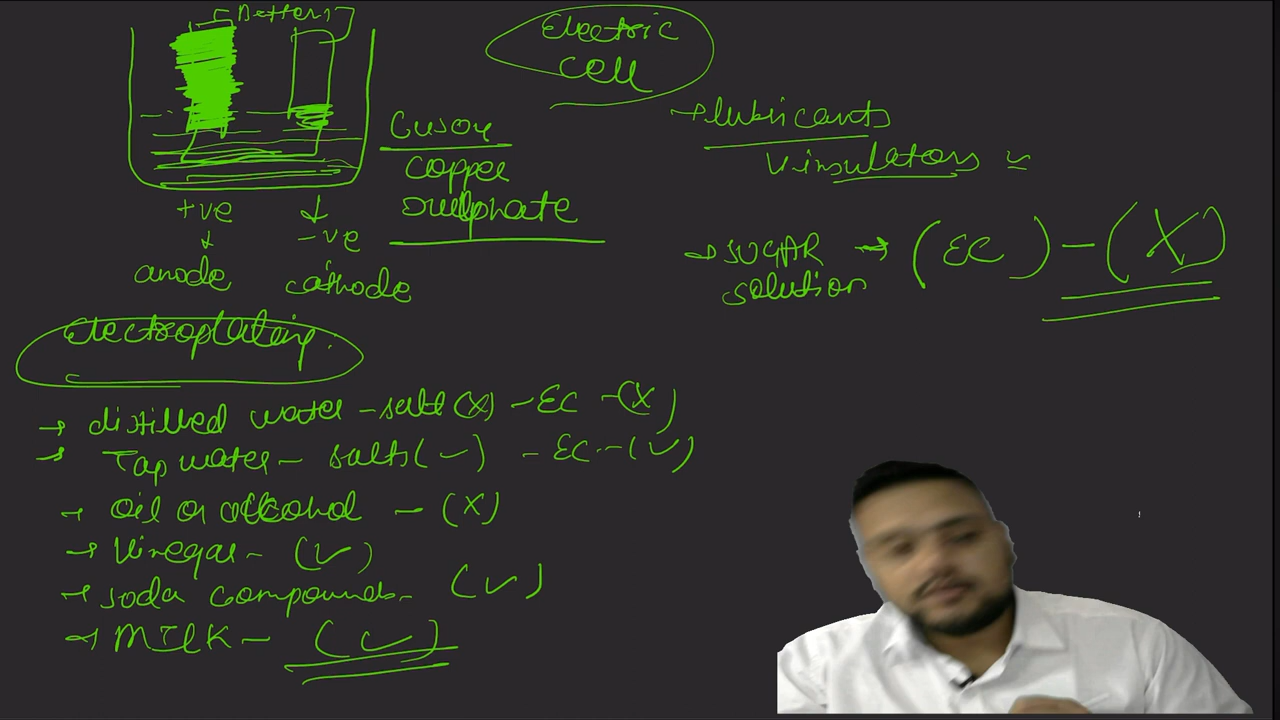 Battery
Electric
cell
CuSO4
copper
sulphate
+ve
-ve
anode
cathode
Electroplating.
→ lubricants
insulators
→ SUGAR → (EC) - (X)
solution
→ distilled water - salt (X) - EC - (X)
→ Tap water - salts (✓) - EC - (✓)
→ oil or alcohol - (X)
→ Vinegar - (✓)
→ soda compounds - (✓)
→ MILK - (✓)